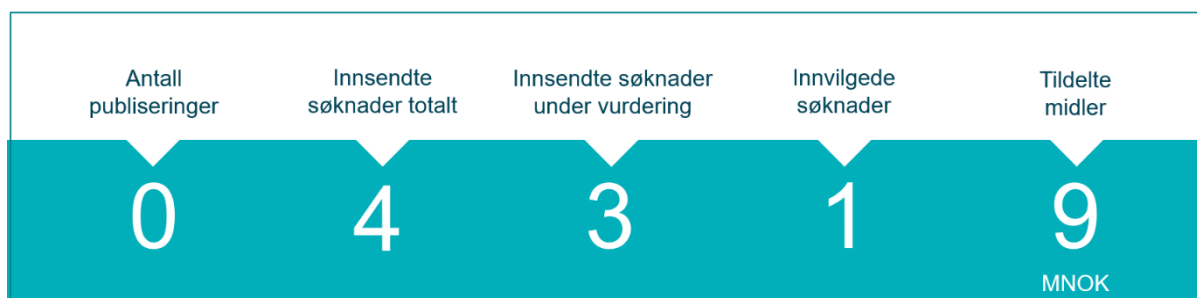 Antall
publiseringer
Innsendte
søknader totalt
Innsendte søknader
under vurdering
Innvilgede
søknader
Tildelte
midler
0
4
3
1
9
MNOK